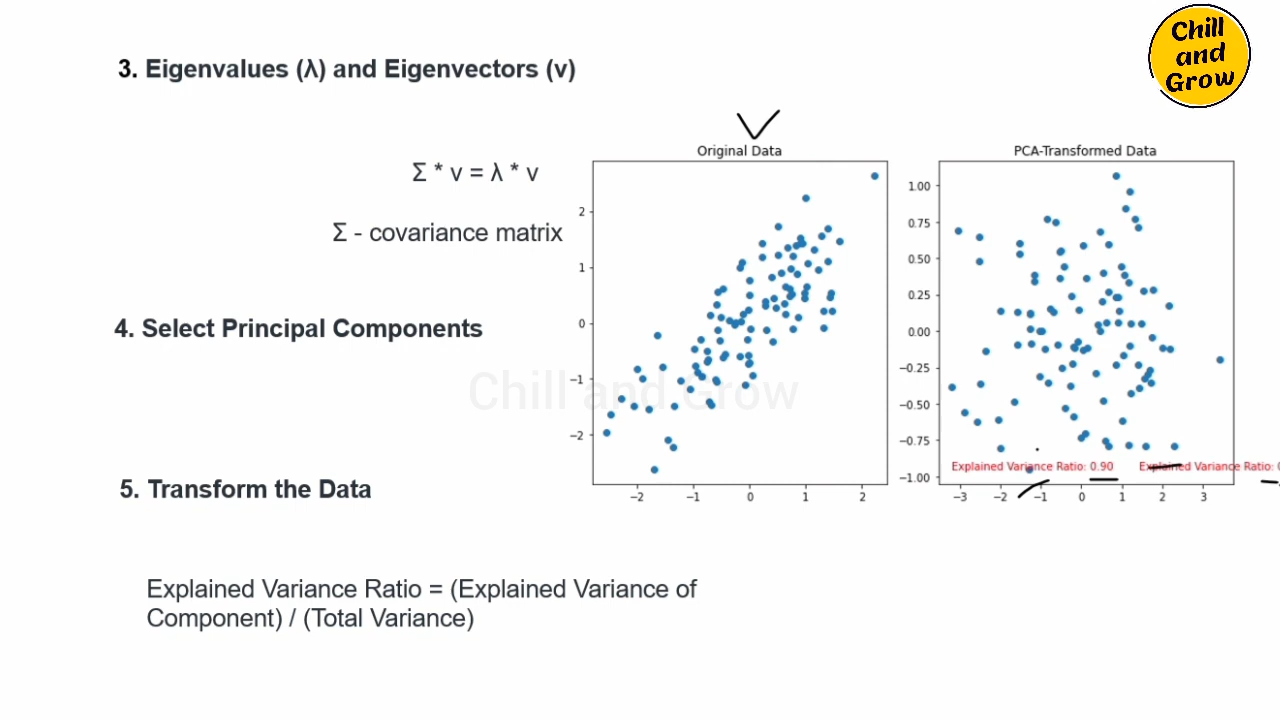 Chill
and
Grow
3. Eigenvalues (λ) and Eigenvectors (v)
Σ * v = λ * v
Σ - covariance matrix
4. Select Principal Components
5. Transform the Data
Explained Variance Ratio = (Explained Variance of
Component) / (Total Variance)
Original Data
2
1
0
−1
−2
−2 −1 0 1 2
PCA-Transformed Data
1.00
0.75
0.50
0.25
0.00
−0.25
−0.50
−0.75
−1.00
Explained Variance Ratio: 0.90 Explained Variance Ratio:
−3 −2 −1 0 1 2 3
Chill and Grow